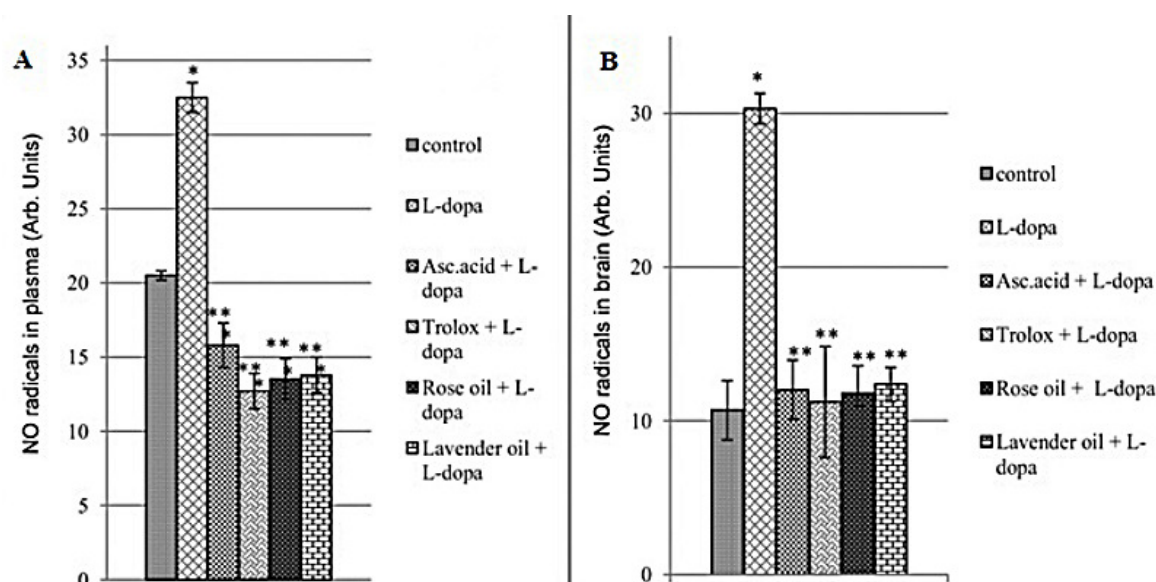 A
NO radicals in plasma (Arb. Units)
35
30
25
20
15
10
5
0
*
**
*
**
*
**
*
**
*
control
L-dopa
Asc.acid + L-
dopa
Trolox + L-
dopa
Rose oil + L-
dopa
Lavender oil +
L-dopa
B
NO radicals in brain (Arb. Units)
30
20
10
0
*
**
**
**
**
control
L-dopa
Asc.acid + L-dopa
Trolox + L-dopa
Rose oil + L-dopa
Lavender oil + L-
dopa